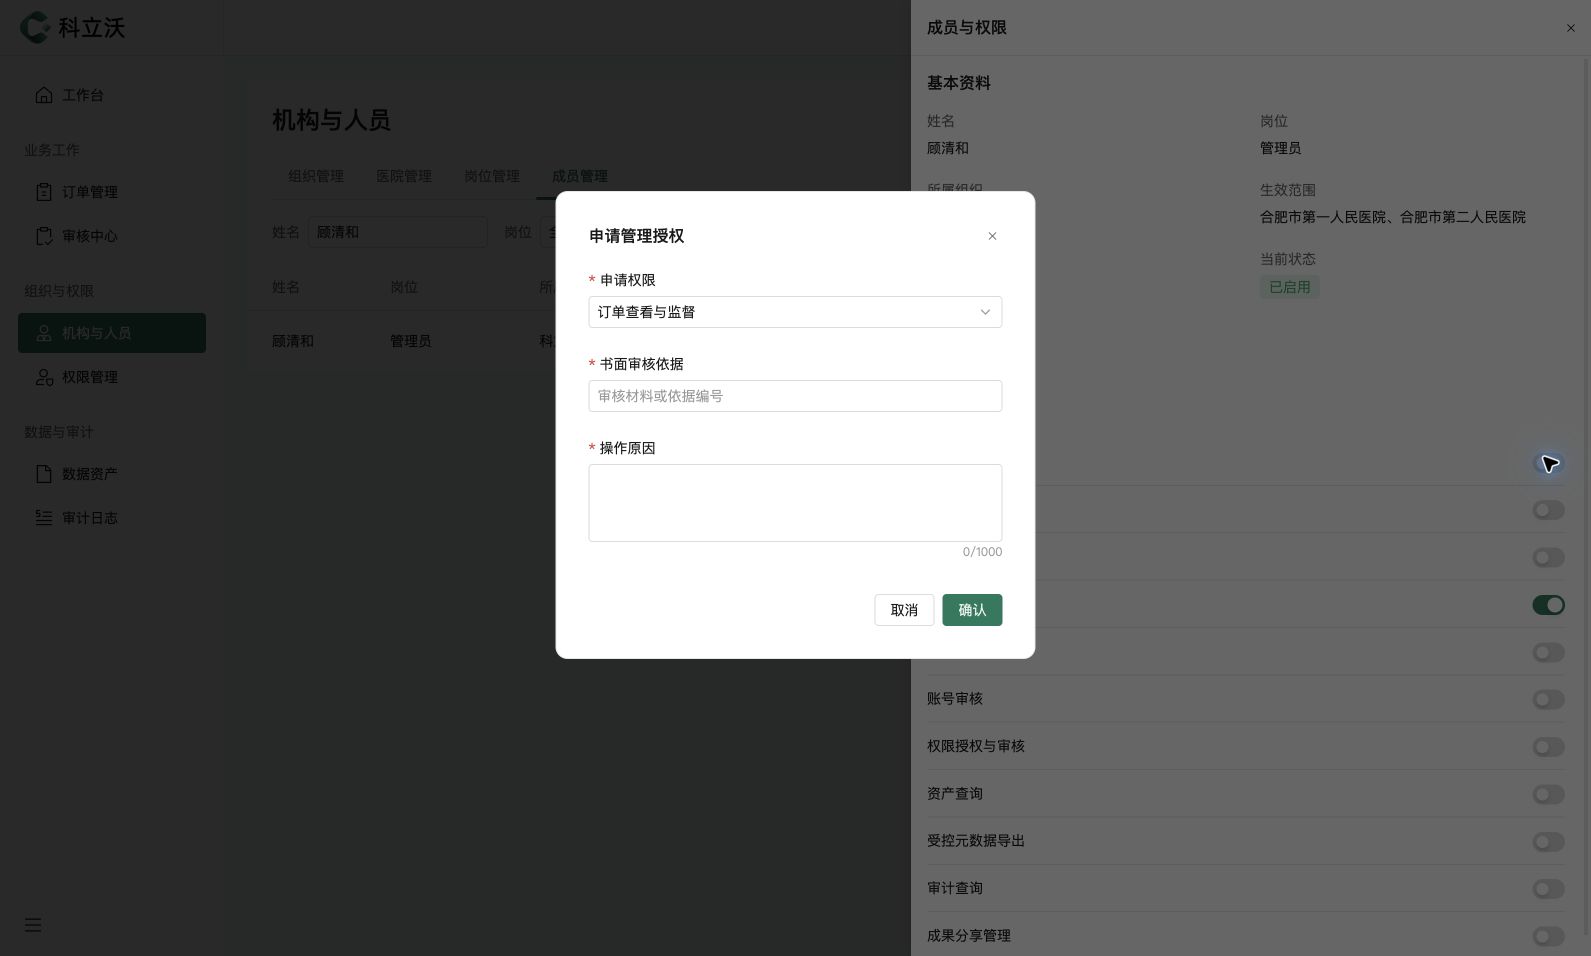 科立沃
成员与权限
工作台
业务工作
订单管理
审核中心
组织与权限
机构与人员
权限管理
数据与审计
数据资产
审计日志
机构与人员
组织管理 医院管理 岗位管理 成员管理
姓名 顾清和 岗位
姓名 岗位
顾清和 管理员 科
基本资料
姓名 岗位
顾清和 管理员
所属组织 生效范围
合肥市第一人民医院、合肥市第二人民医院
当前状态
已启用
申请管理授权
* 申请权限
订单查看与监督
* 书面审核依据
审核材料或依据编号
* 操作原因
0/1000
取消 确认
账号审核
权限授权与审核
资产查询
受控元数据导出
审计查询
成果分享管理